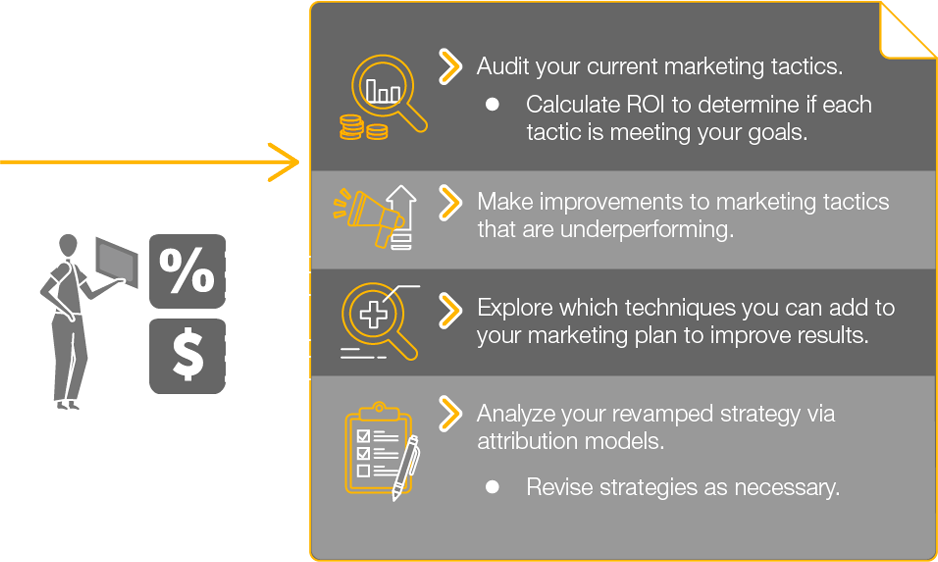 Audit your current marketing tactics.
● Calculate ROI to determine if each
tactic is meeting your goals.
Make improvements to marketing tactics
that are underperforming.
%
Explore which techniques you can add to
your marketing plan to improve results.
$
Analyze your revamped strategy via
attribution models.
● Revise strategies as necessary.